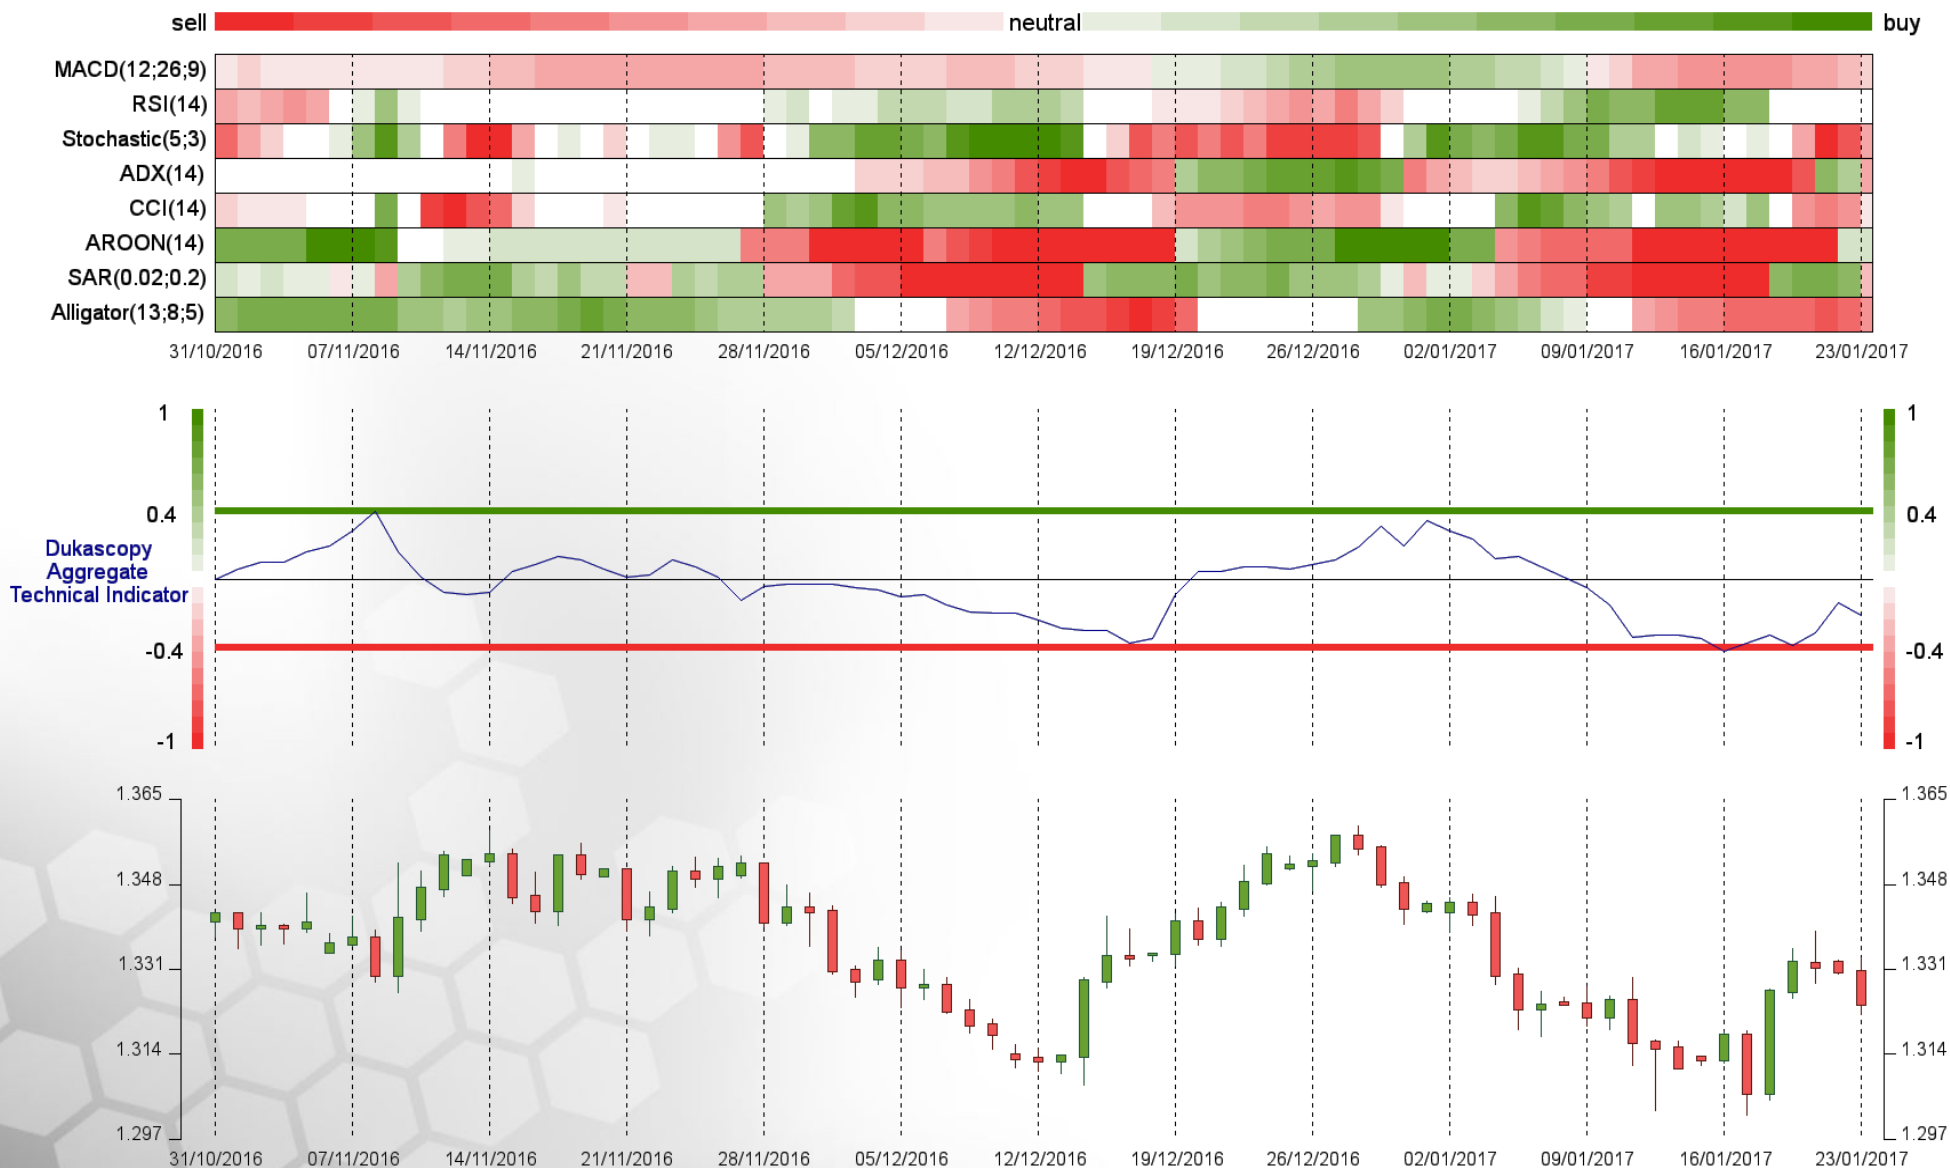 sell neutral buy
MACD(12;26;9)
RSI(14)
Stochastic(5;3)
ADX(14)
CCI(14)
AROON(14)
SAR(0.02;0.2)
Alligator(13;8;5)
31/10/2016 07/11/2016 14/11/2016 21/11/2016 28/11/2016 05/12/2016 12/12/2016 19/12/2016 26/12/2016 02/01/2017 09/01/2017 16/01/2017 23/01/2017
1 1
0.4 0.4
Dukascopy
Aggregate
Technical Indicator
-0.4 -0.4
-1 -1
1.365 1.365
1.348 1.348
1.331 1.331
1.314 1.314
1.297 1.297
31/10/2016 07/11/2016 14/11/2016 21/11/2016 28/11/2016 05/12/2016 12/12/2016 19/12/2016 26/12/2016 02/01/2017 09/01/2017 16/01/2017 23/01/2017